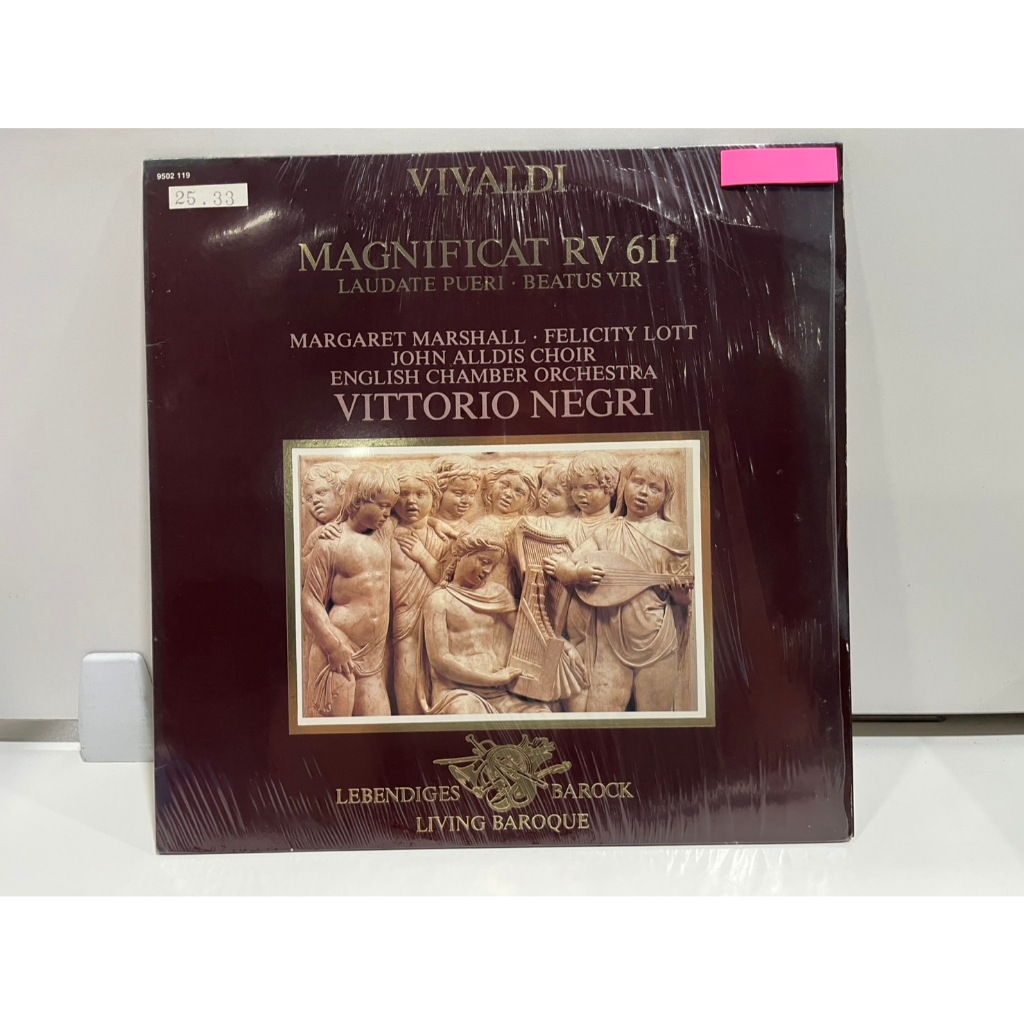 9502 119
25.33
VIVALDI
MAGNIFICAT RV 611
LAUDATE PUERI · BEATUS VIR
MARGARET MARSHALL · FELICITY LOTT
JOHN ALLDIS CHOIR
ENGLISH CHAMBER ORCHESTRA
VITTORIO NEGRI
LEBENDIGES BAROCK
LIVING BAROQUE